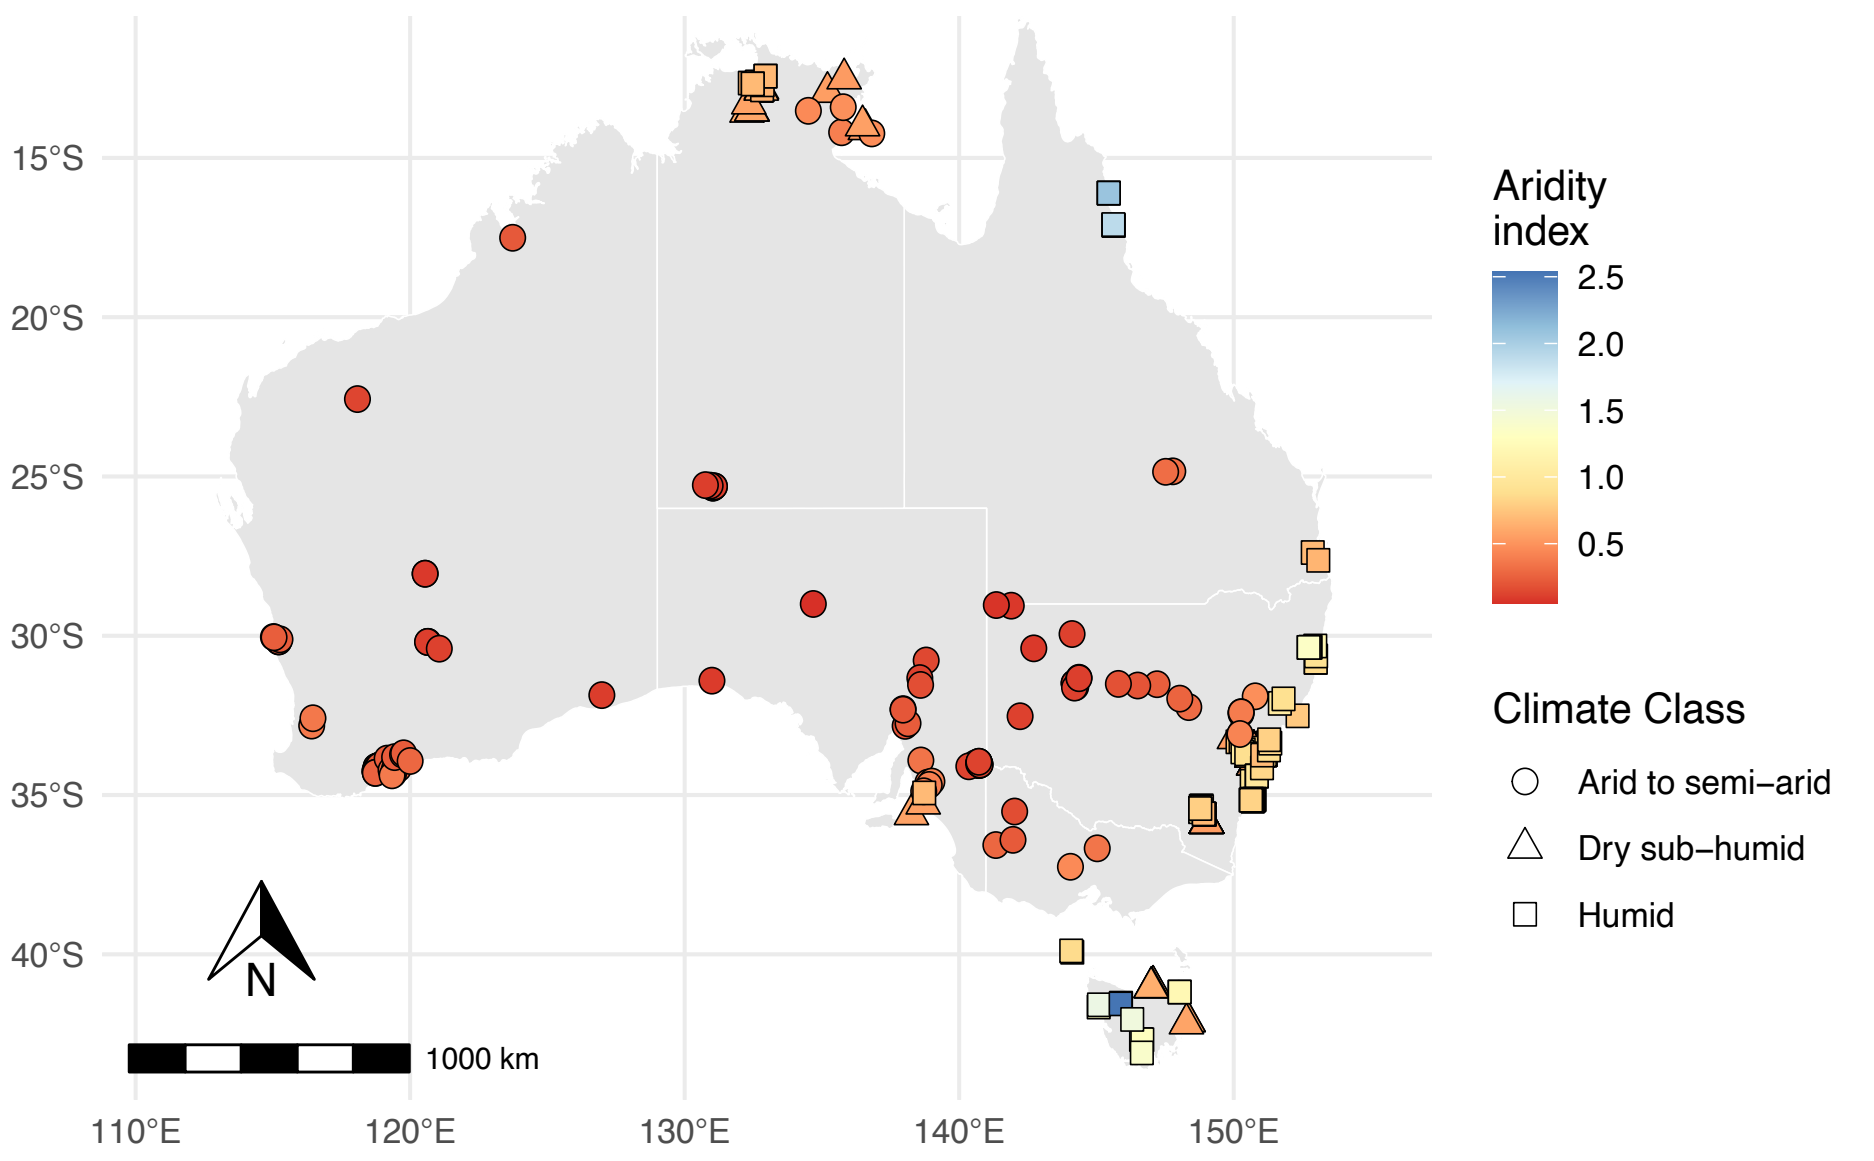 15°S
20°S
25°S
30°S
35°S
40°S
110°E
120°E
130°E
140°E
150°E
N
1000 km
Aridity
index
2.5
2.0
1.5
1.0
0.5
Climate Class
Arid to semi−arid
Dry sub−humid
Humid